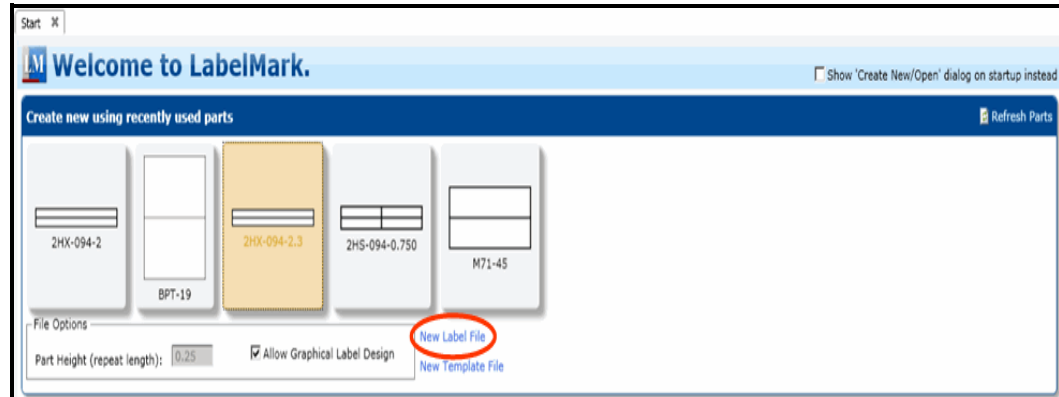 Start X
LM Welcome to LabelMark.
Show 'Create New/Open' dialog on startup instead
Create new using recently used parts
Refresh Parts
2HX-094-2
BPT-19
2HX-094-2.3
2HS-094-0.750
M71-45
File Options
Part Height (repeat length): 0.25
Allow Graphical Label Design
New Label File
New Template File